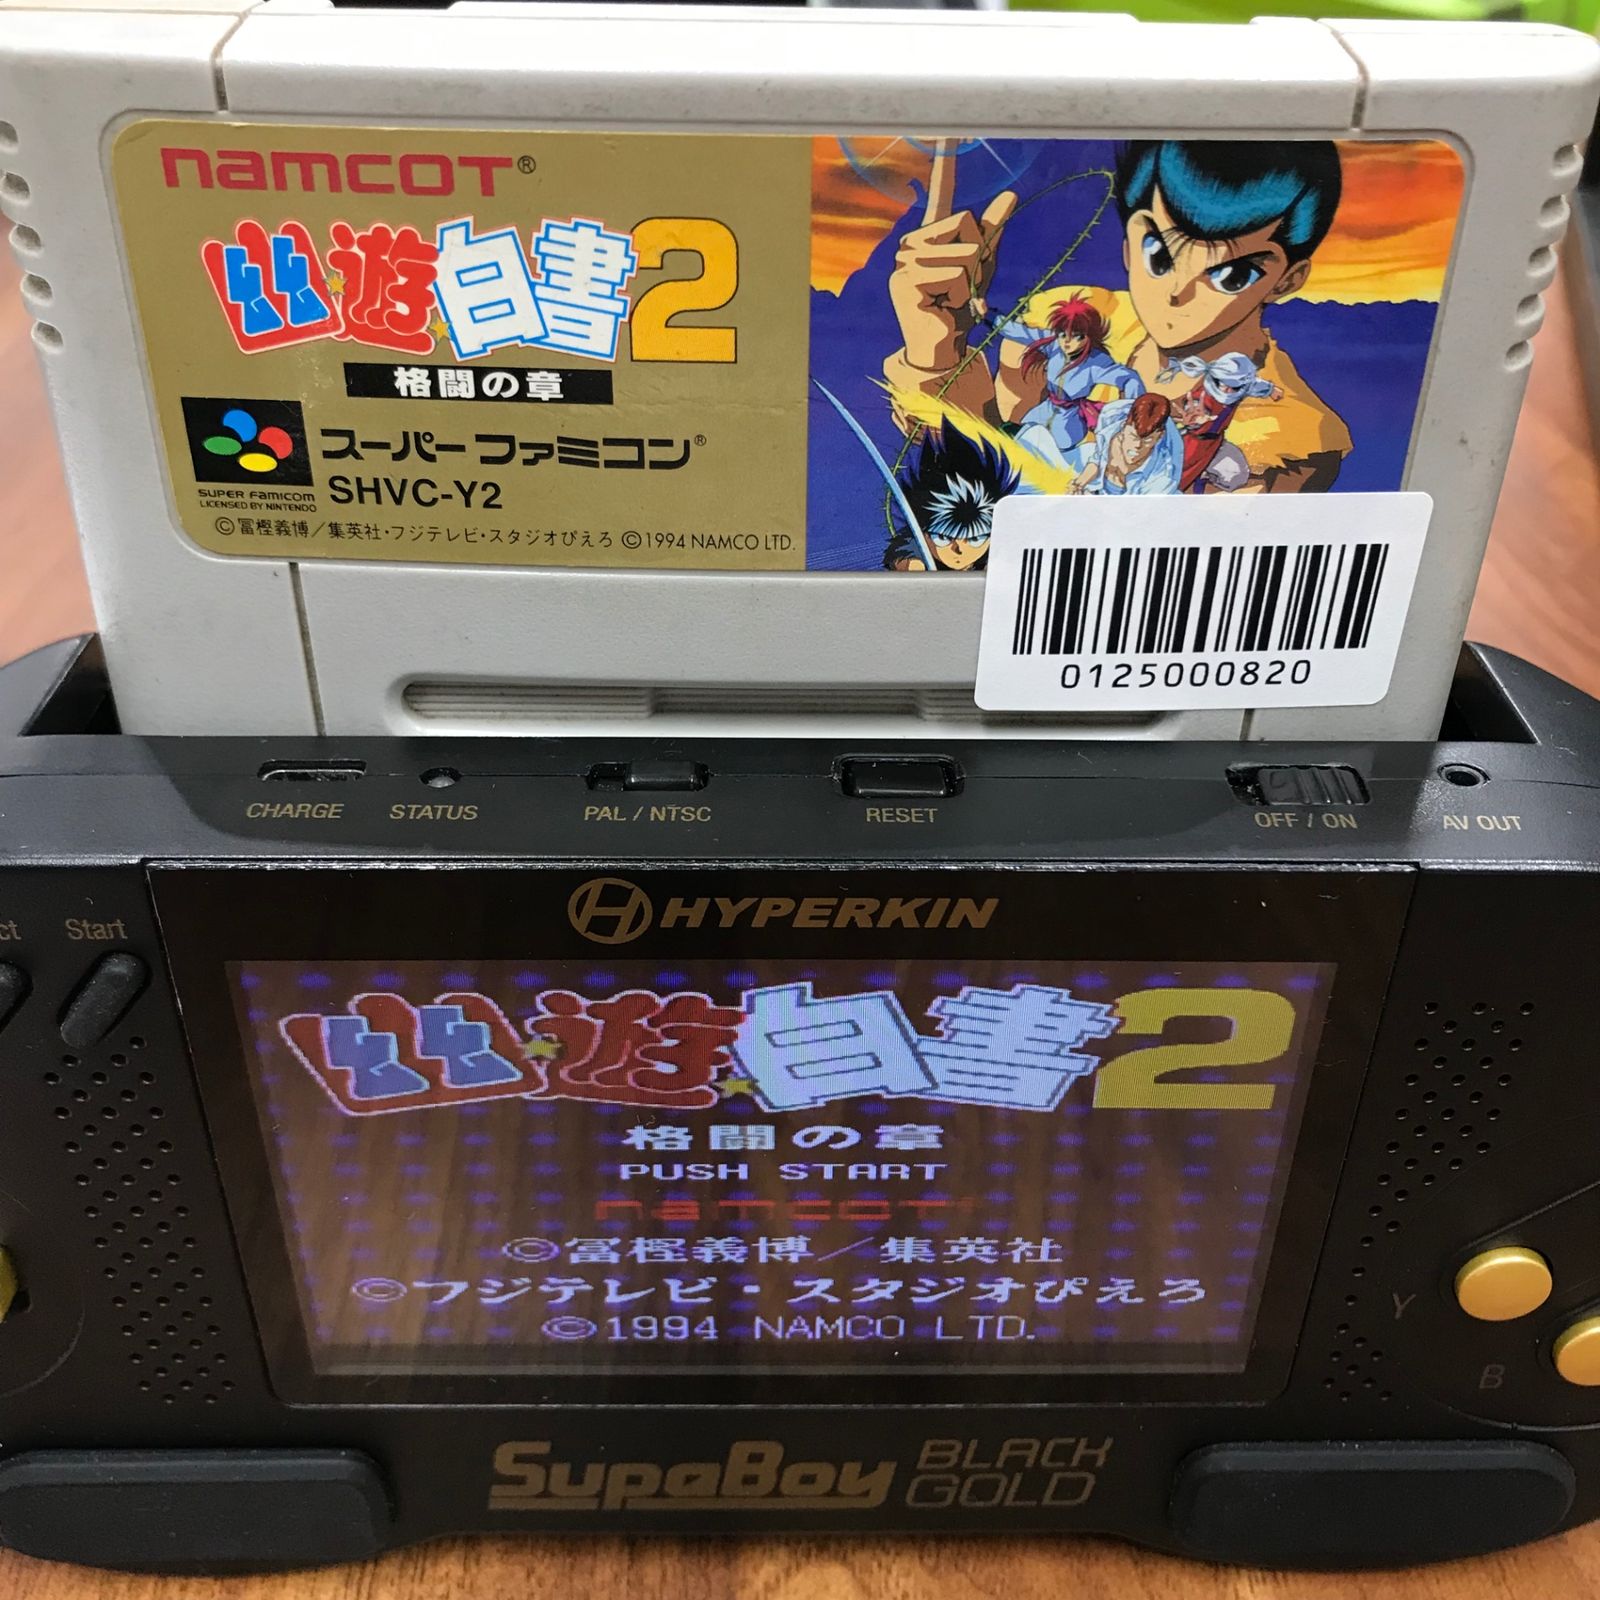 namcot®
幽☆遊☆白書2
格闘の章
スーパーファミコン®
SHVC-Y2
SUPER FAMICOM
LICENSED BY NINTENDO
©冨樫義博／集英社・フジテレビ・スタジオぴえろ ©1994 NAMCO LTD.
0125000820
CHARGE
STATUS
PAL / NTSC
RESET
OFF / ON
AV OUT
HYPERKIN
Start
幽☆遊☆白書2
格闘の章
PUSH START
namcot
©冨樫義博／集英社
©フジテレビ・スタジオぴえろ
©1994 NAMCO LTD.
Y
B
SupaBoy BLACK GOLD